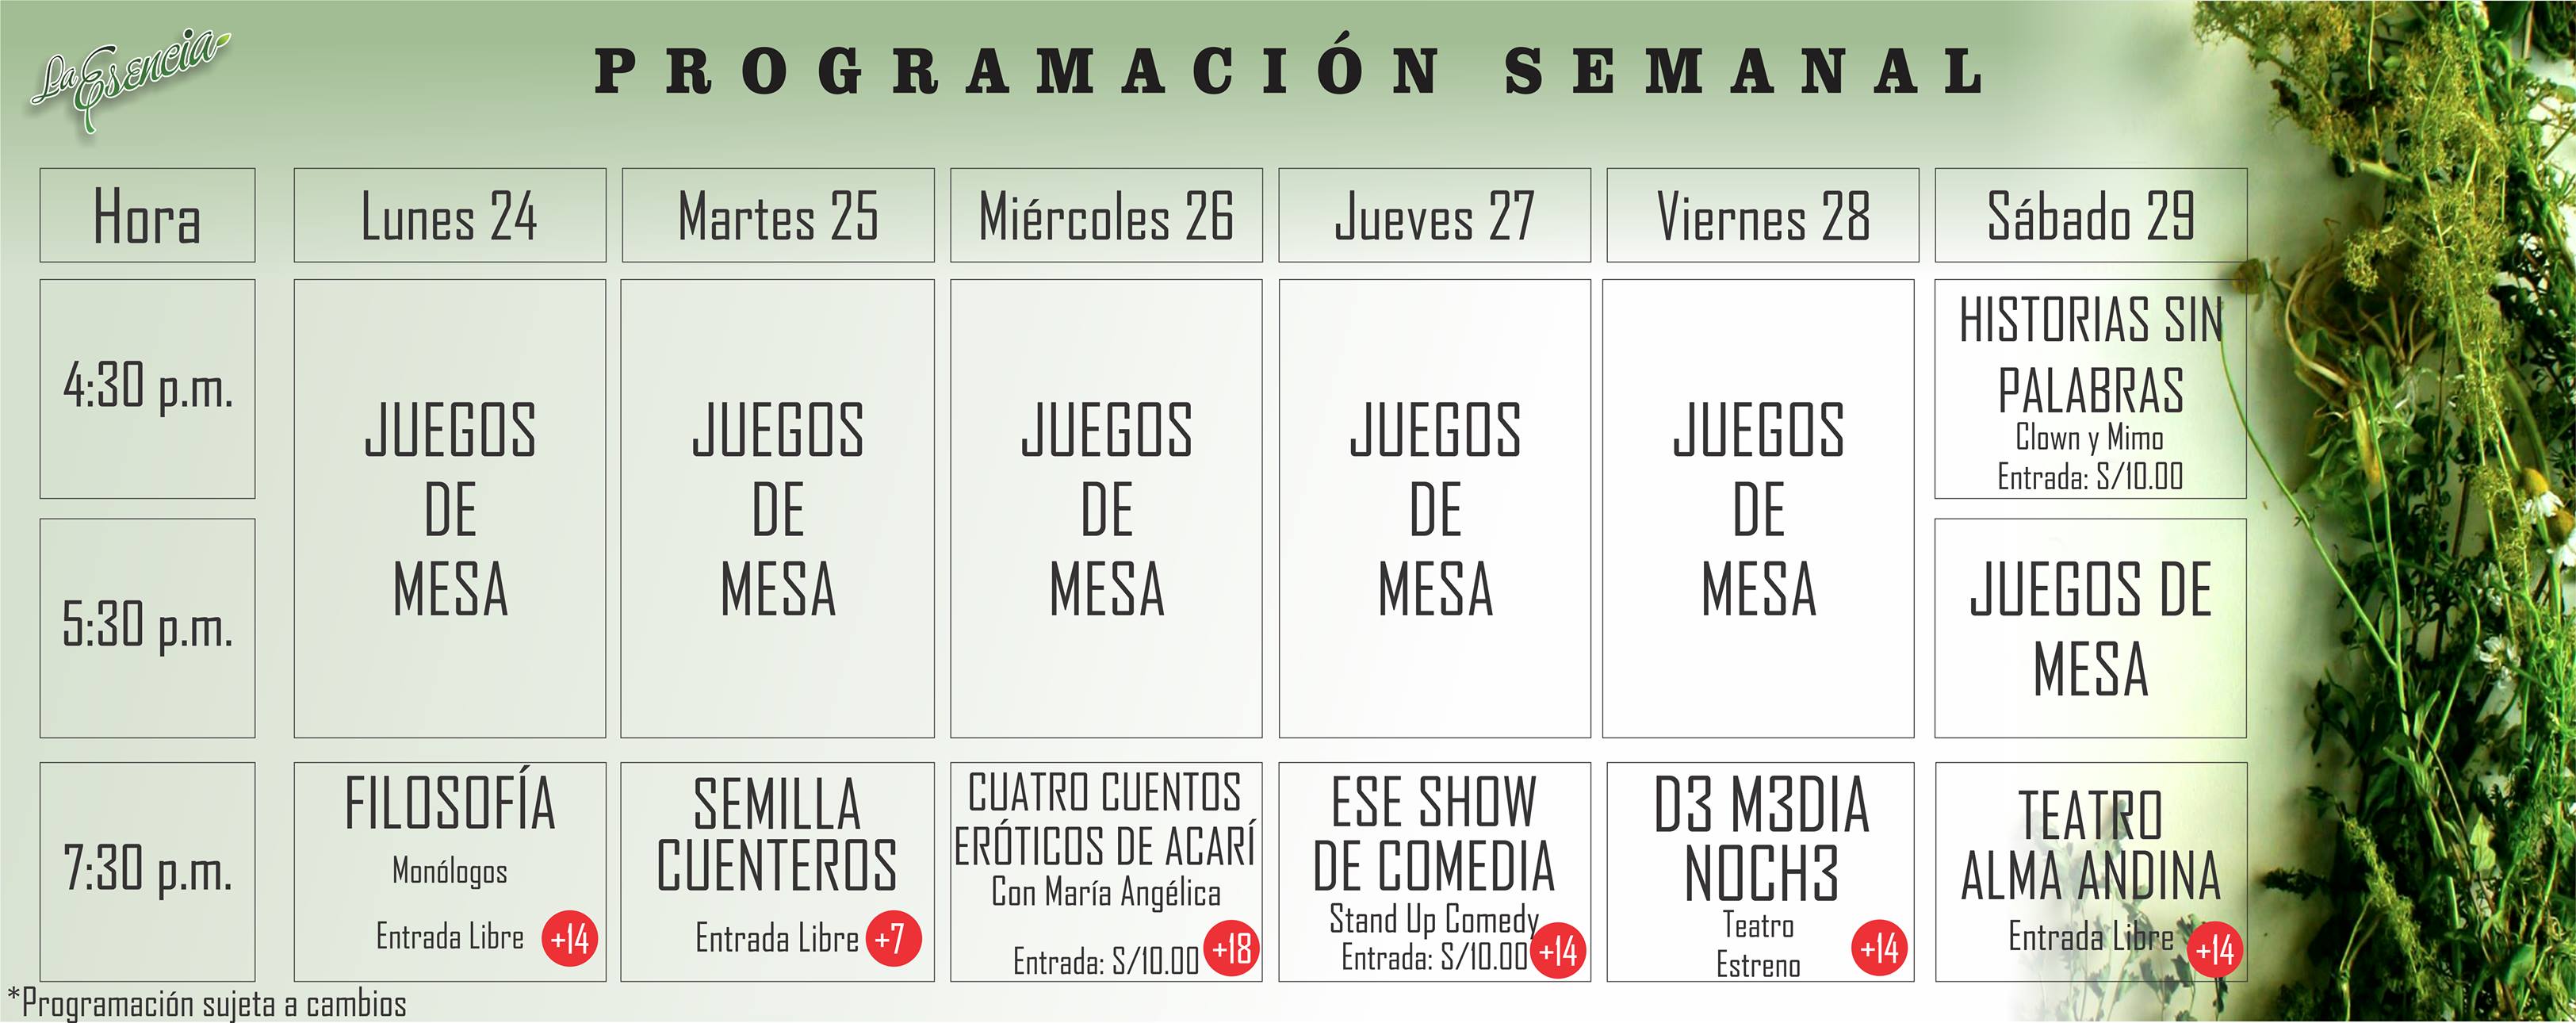 La Esencia
PROGRAMACIÓN SEMANAL
Hora
Lunes 24
Martes 25
Miércoles 26
Jueves 27
Viernes 28
Sábado 29
4:30 p.m.
5:30 p.m.
JUEGOS
DE
MESA
JUEGOS
DE
MESA
JUEGOS
DE
MESA
JUEGOS
DE
MESA
JUEGOS
DE
MESA
HISTORIAS SIN
PALABRAS
Clown y Mimo
Entrada: S/10.00
JUEGOS DE
MESA
7:30 p.m.
FILOSOFÍA
Monólogos
Entrada Libre +14
SEMILLA
CUENTEROS
Entrada Libre +7
CUATRO CUENTOS
ERÓTICOS DE ACARÍ
Con María Angélica
Entrada: S/10.00 +18
ESE SHOW
DE COMEDIA
Stand Up Comedy
Entrada: S/10.00 +14
D3 M3DIA
NOCH3
Teatro
Estreno +14
TEATRO
ALMA ANDINA
Entrada Libre +14
*Programación sujeta a cambios